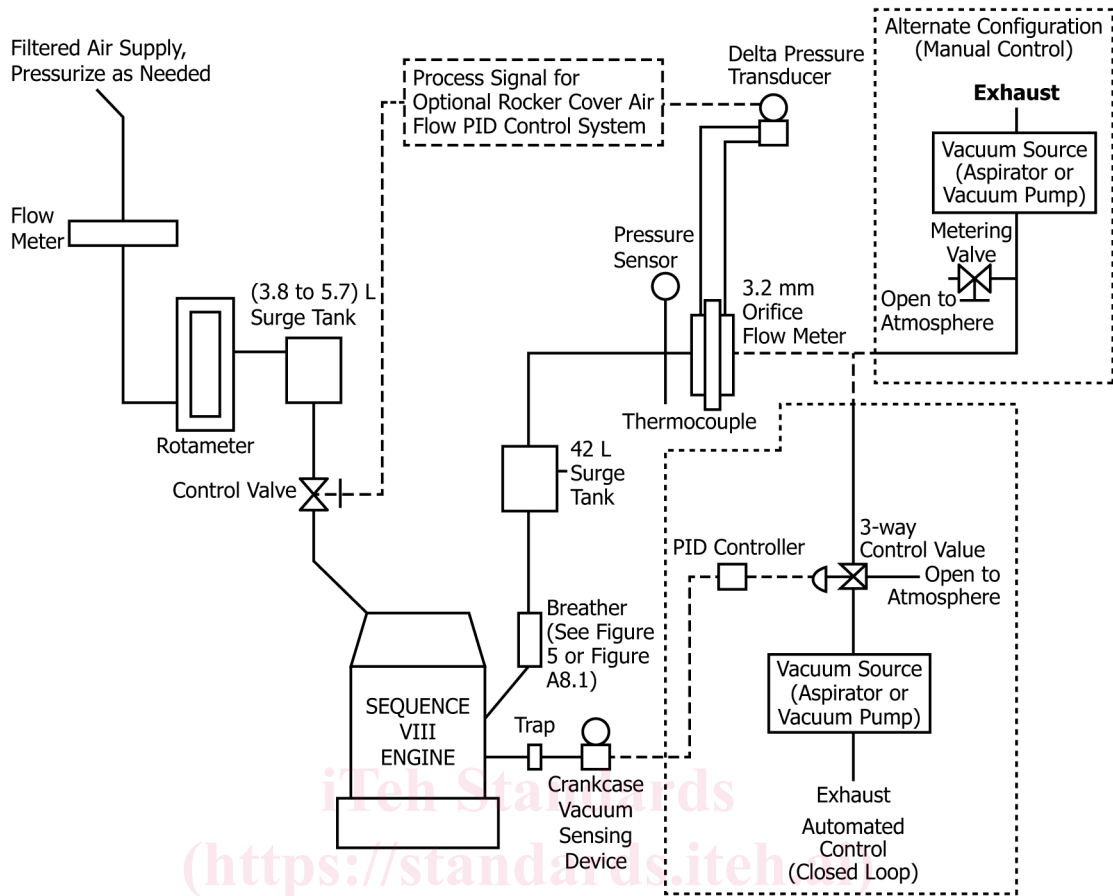 Filtered Air Supply,
Pressurize as Needed
Flow
Meter
(3.8 to 5.7) L
Surge Tank
Rotameter
Control Valve
Process Signal for
Optional Rocker Cover Air
Flow PID Control System
Delta Pressure
Transducer
Pressure
Sensor
3.2 mm
Orifice
Flow Meter
Thermocouple
42 L
Surge
Tank
Alternate Configuration
(Manual Control)
Exhaust
Vacuum Source
(Aspirator or
Vacuum Pump)
Metering
Valve
Open to
Atmosphere
PID Controller
3-way
Control Value
Open to
Atmosphere
Vacuum Source
(Aspirator or
Vacuum Pump)
Exhaust
Automated
Control
(Closed Loop)
Breather
(See Figure
5 or Figure
A8.1)
SEQUENCE
VIII
ENGINE
Trap
Crankcase
Vacuum
Sensing
Device
iTeh Standards
(https://standards.iteh.ai)